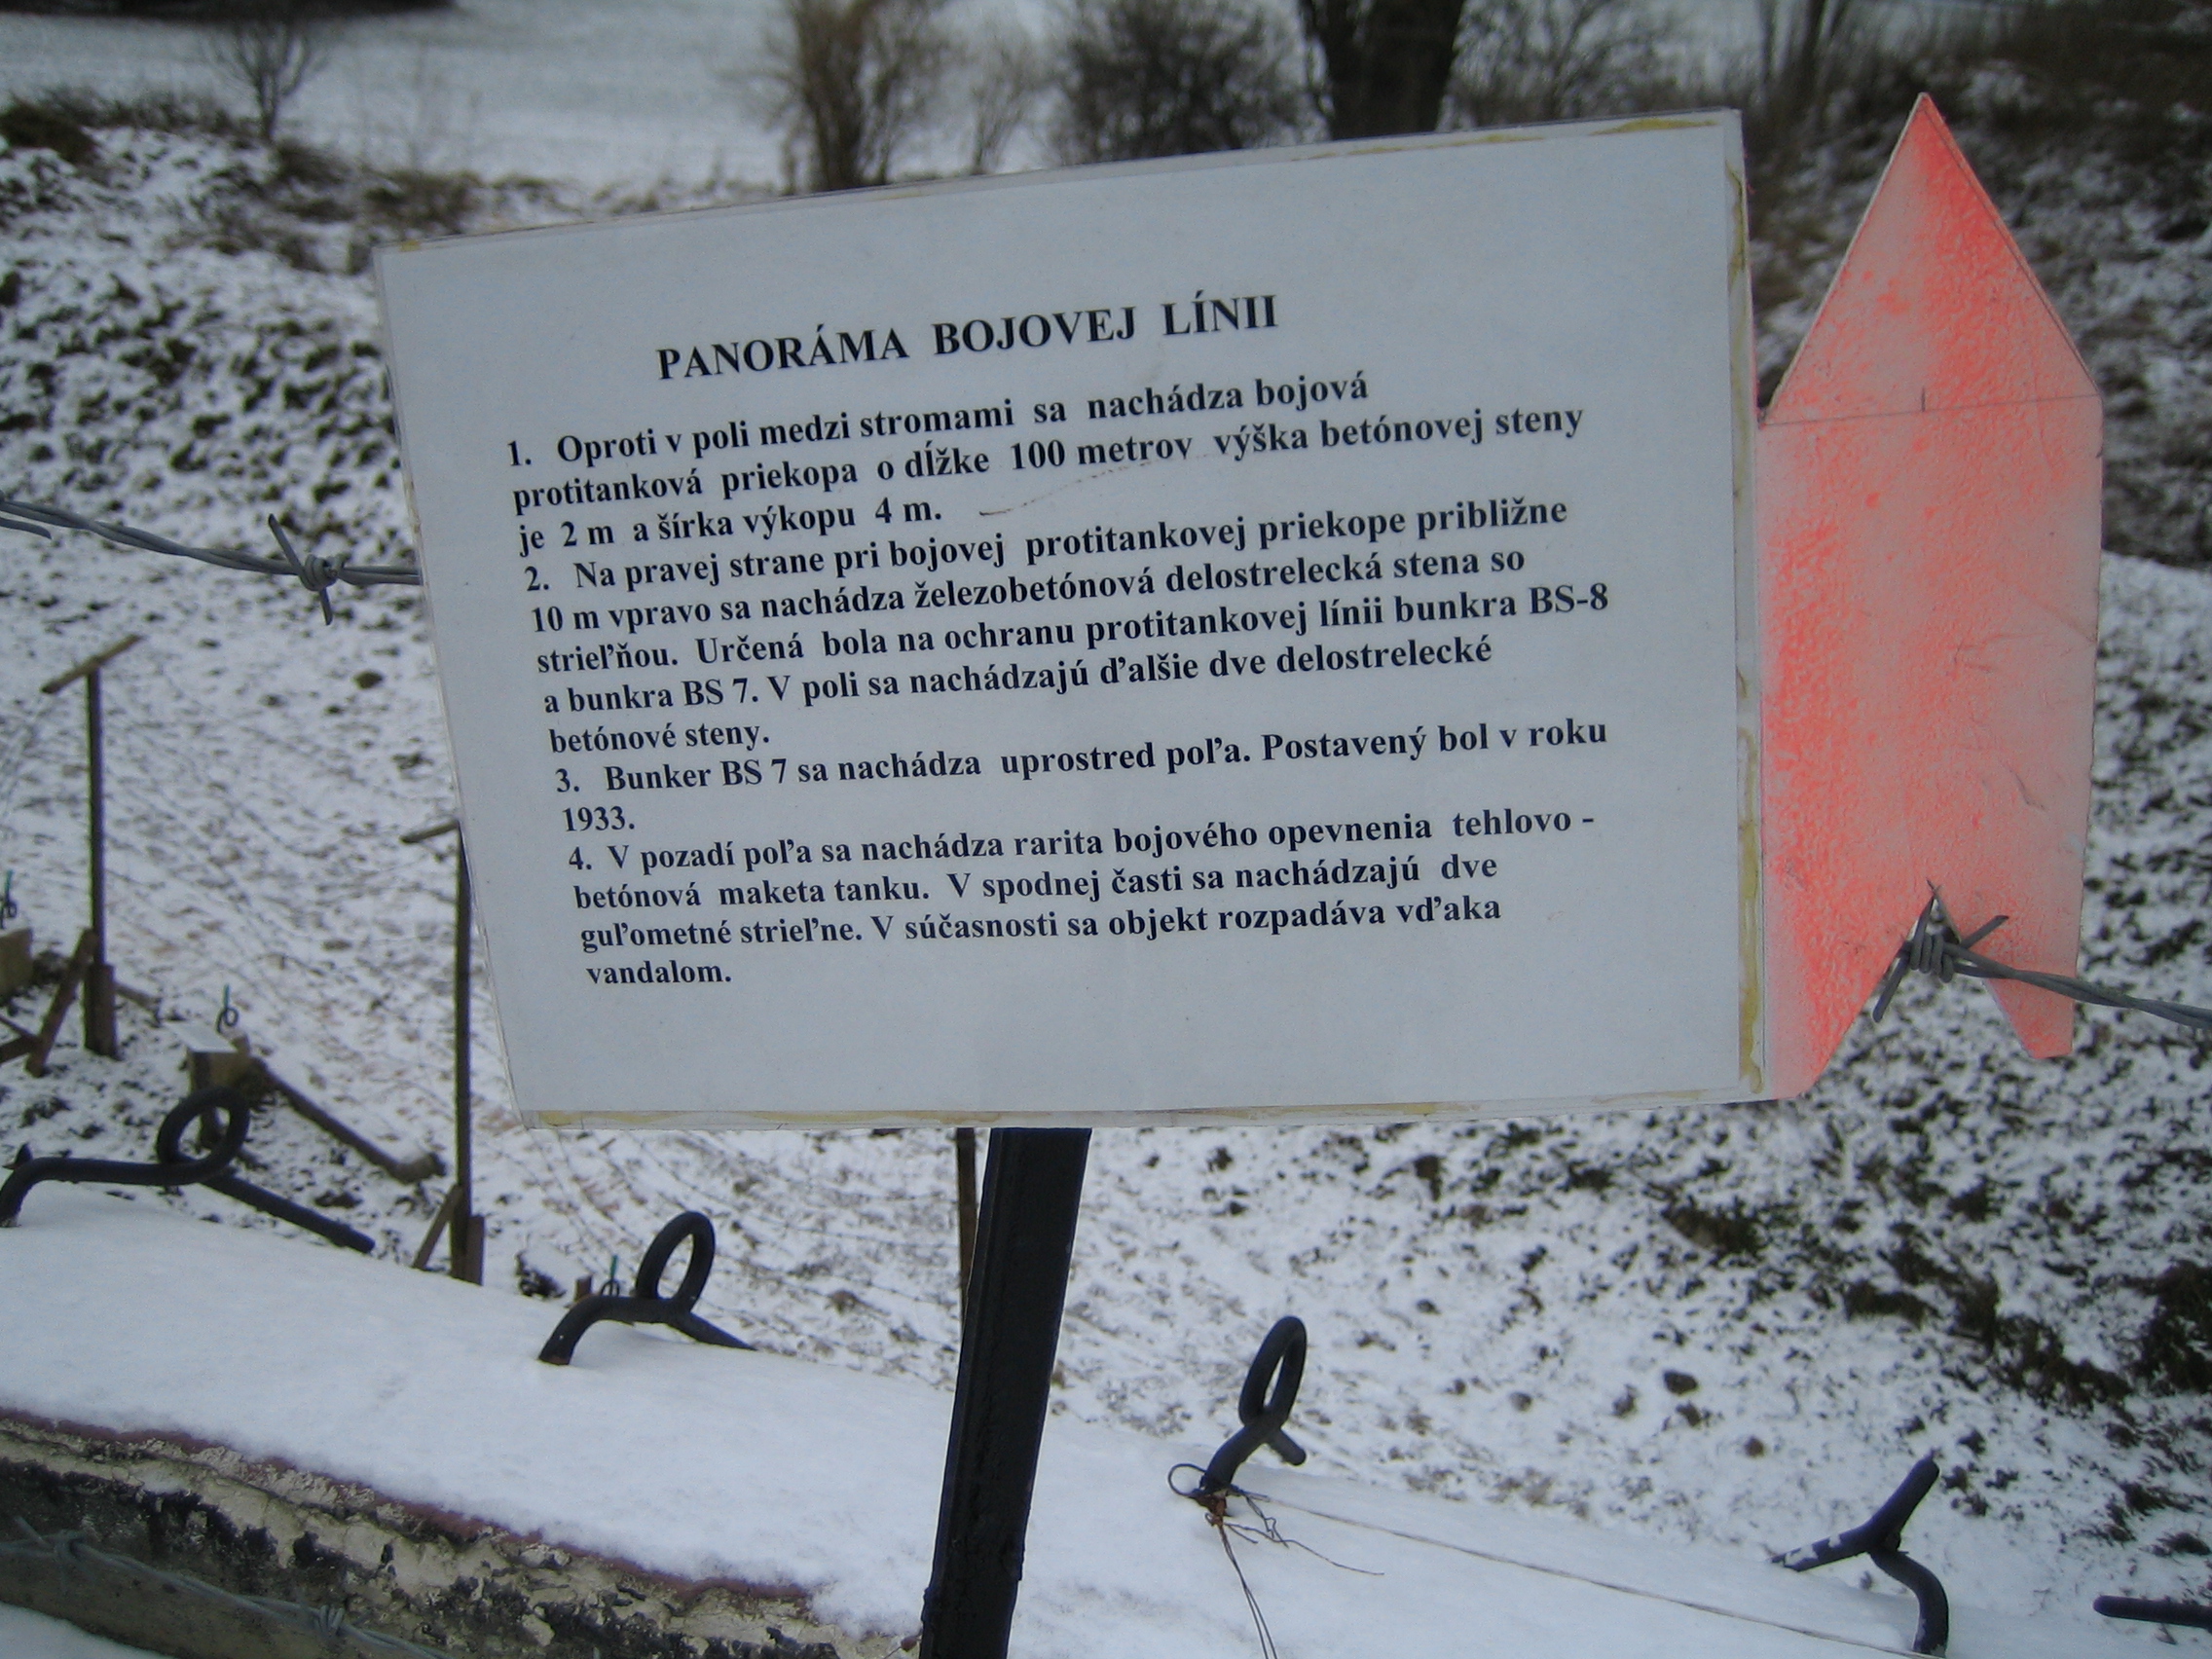 PANORÁMA BOJOVEJ LÍNII
1. Oproti v poli medzi stromami sa nachádza bojová
protitanková priekopa o dĺžke 100 metrov výška betónovej steny
je 2 m a šírka výkopu 4 m.
2. Na pravej strane pri bojovej protitankovej priekope približne
10 m vpravo sa nachádza železobetónová delostrelecká stena so
strieľňou. Určená bola na ochranu protitankovej línii bunkra BS-8
a bunkra BS 7. V poli sa nachádzajú ďalšie dve delostrelecké
betónové steny.
3. Bunker BS 7 sa nachádza uprostred poľa. Postavený bol v roku
1933.
4. V pozadí poľa sa nachádza rarita bojového opevnenia tehlovo -
betónová maketa tanku. V spodnej časti sa nachádzajú dve
guľometné strieľne. V súčasnosti sa objekt rozpadáva vďaka
vandalom.